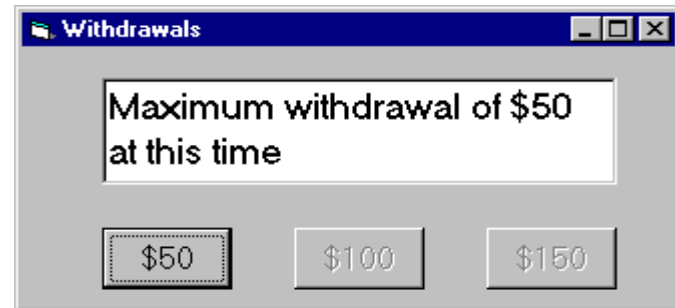 Withdrawals
Maximum withdrawal of $50
at this time
$50 $100 $150